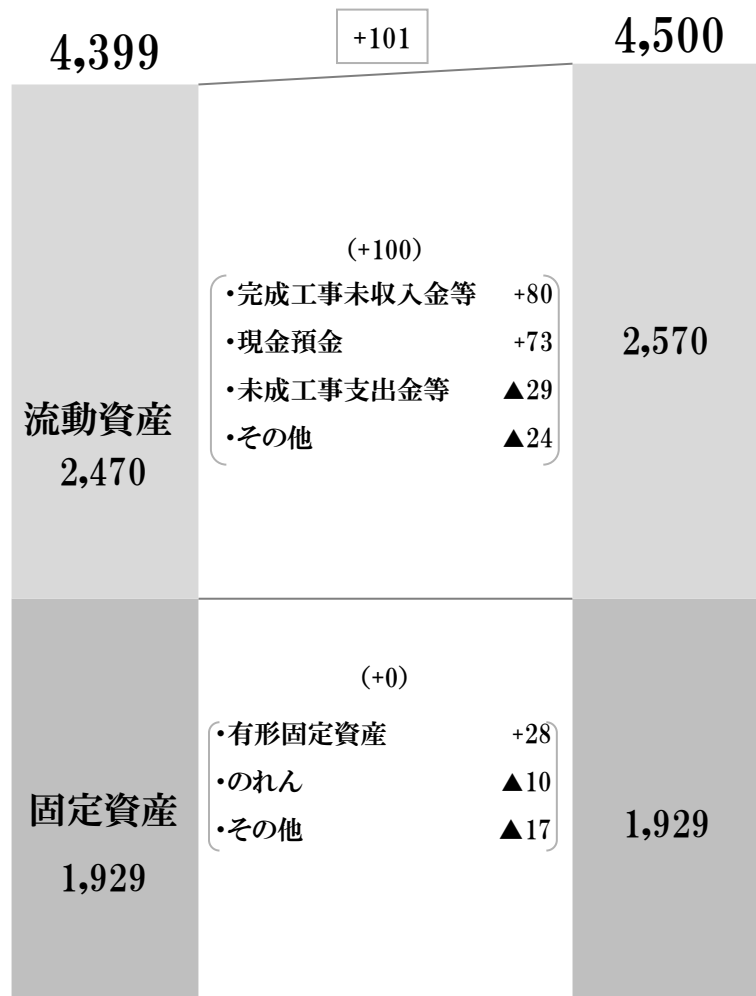 4,399
+101
4,500
(+100)
・完成工事未収入金等 +80
・現金預金 +73
・未成工事支出金等 ▲29
・その他 ▲24
流動資産
2,470
2,570
(+0)
・有形固定資産 +28
・のれん ▲10
・その他 ▲17
固定資産
1,929
1,929